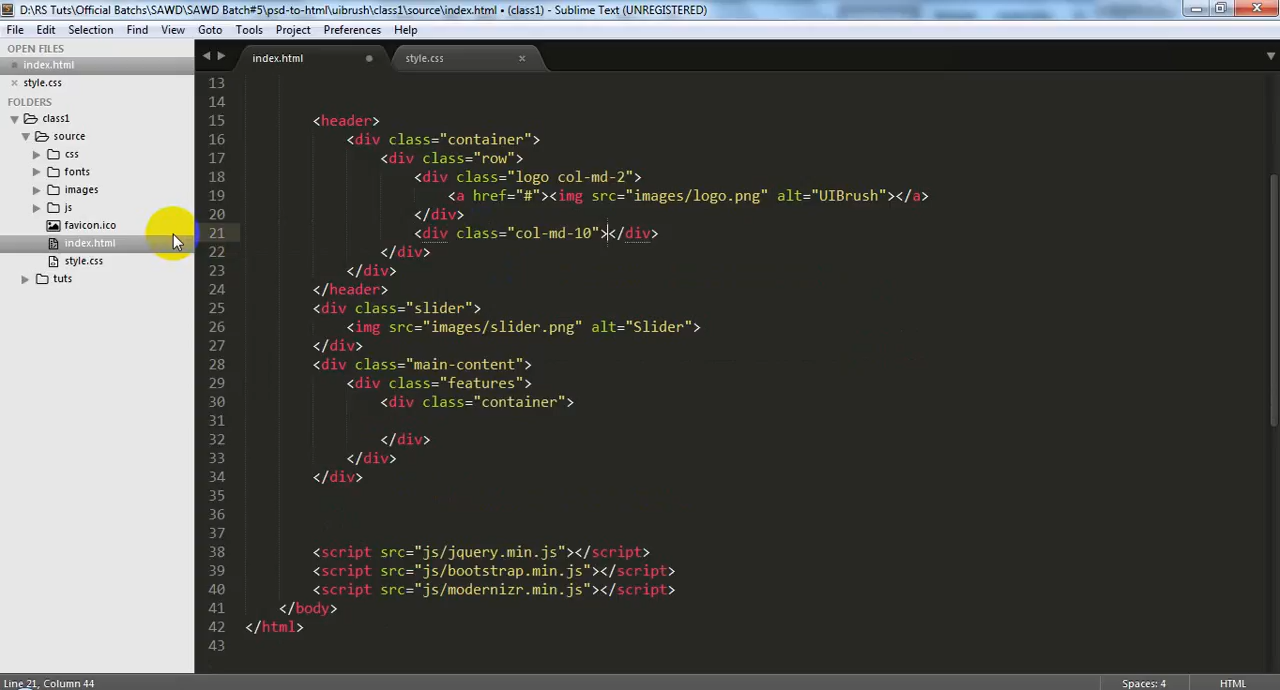 D:\RS Tuts\Official Batchs\SAWD\SAWD Batch#5\psd-to-html\uibrush\class1\source\index.html • (class1) - Sublime Text (UNREGISTERED)
File Edit Selection Find View Goto Tools Project Preferences Help
OPEN FILES
index.html
style.css
FOLDERS
class1
source
css
fonts
images
js
favicon.ico
index.html
style.css
tuts
index.html
style.css
13
14
15 <header>
16 <div class="container">
17 <div class="row">
18 <div class="logo col-md-2">
19 <a href="#"><img src="images/logo.png" alt="UIBrush"></a>
20 </div>
21 <div class="col-md-10"></div>
22 </div>
23 </div>
24 </header>
25 <div class="slider">
26 <img src="images/slider.png" alt="Slider">
27 </div>
28 <div class="main-content">
29 <div class="features">
30 <div class="container">
31
32 </div>
33 </div>
34 </div>
35
36
37
38 <script src="js/jquery.min.js"></script>
39 <script src="js/bootstrap.min.js"></script>
40 <script src="js/modernizr.min.js"></script>
41 </body>
42 </html>
43
Line 21, Column 44
Spaces: 4
HTML